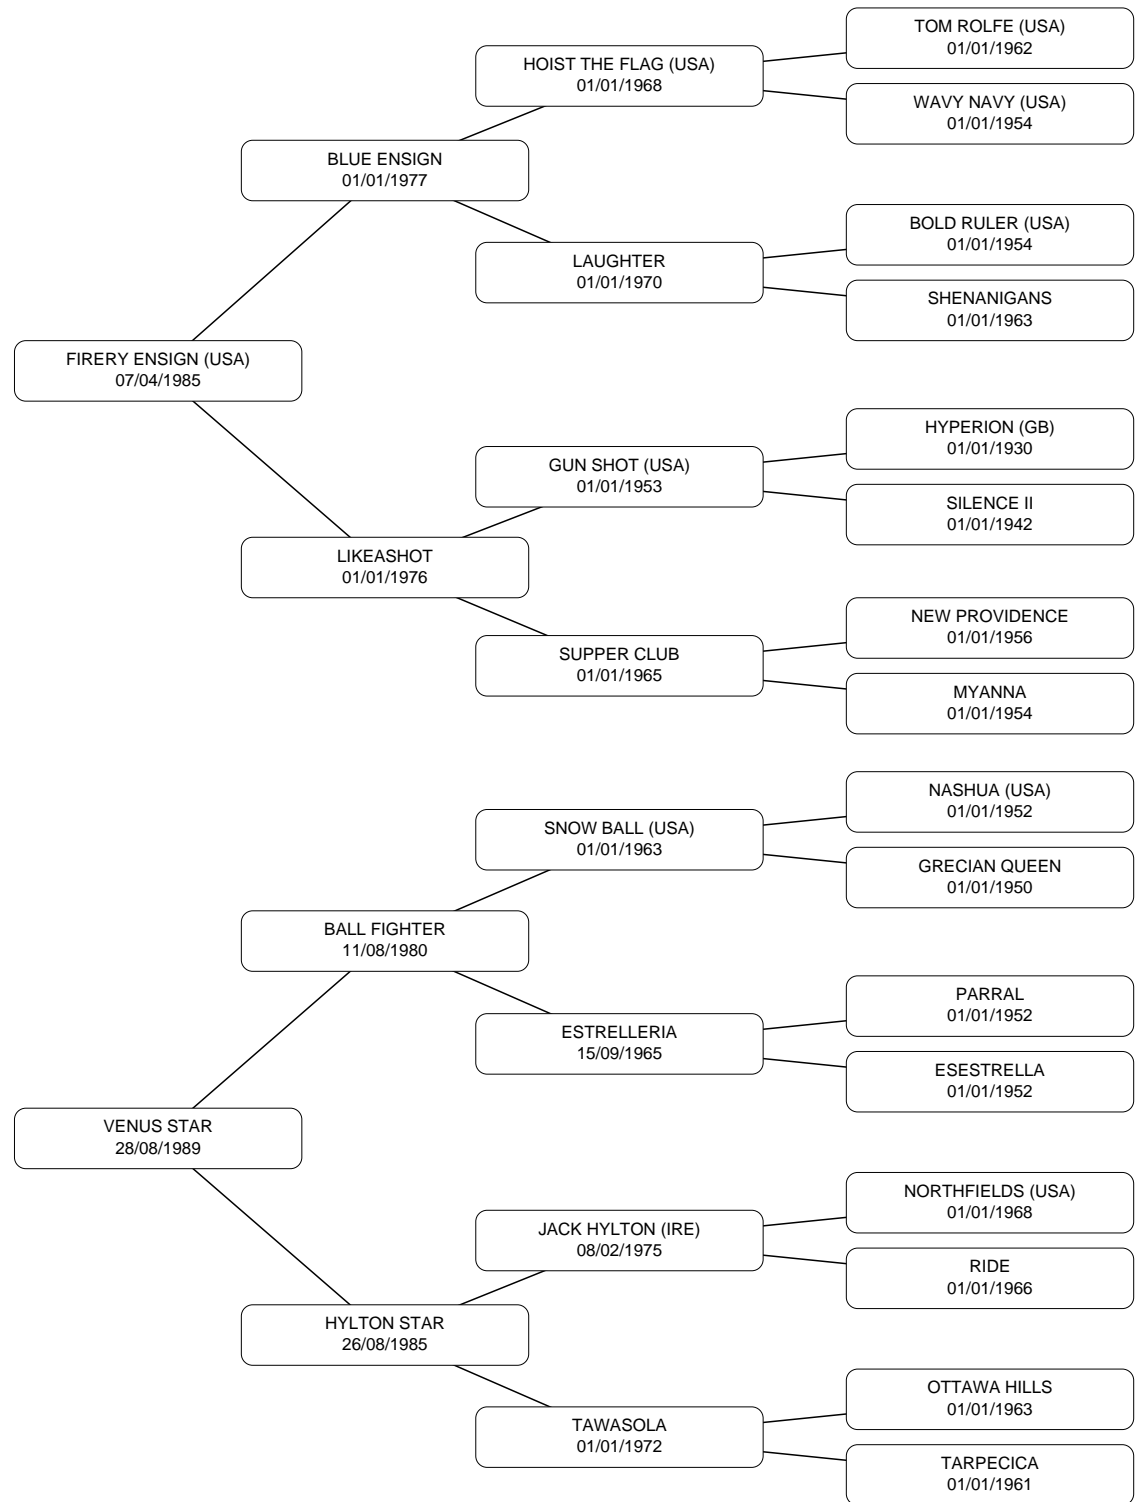 TOM ROLFE (USA)
01/01/1962
HOIST THE FLAG (USA)
01/01/1968
WAVY NAVY (USA)
01/01/1954
BLUE ENSIGN
01/01/1977
BOLD RULER (USA)
01/01/1954
LAUGHTER
01/01/1970
SHENANIGANS
01/01/1963
FIRERY ENSIGN (USA)
07/04/1985
HYPERION (GB)
01/01/1930
GUN SHOT (USA)
01/01/1953
SILENCE II
01/01/1942
LIKEASHOT
01/01/1976
NEW PROVIDENCE
01/01/1956
SUPPER CLUB
01/01/1965
MYANNA
01/01/1954
NASHUA (USA)
01/01/1952
SNOW BALL (USA)
01/01/1963
GRECIAN QUEEN
01/01/1950
BALL FIGHTER
11/08/1980
PARRAL
01/01/1952
ESTRELLERIA
15/09/1965
ESESTRELLA
01/01/1952
VENUS STAR
28/08/1989
NORTHFIELDS (USA)
01/01/1968
JACK HYLTON (IRE)
08/02/1975
RIDE
01/01/1966
HYLTON STAR
26/08/1985
OTTAWA HILLS
01/01/1963
TAWASOLA
01/01/1972
TARPECICA
01/01/1961